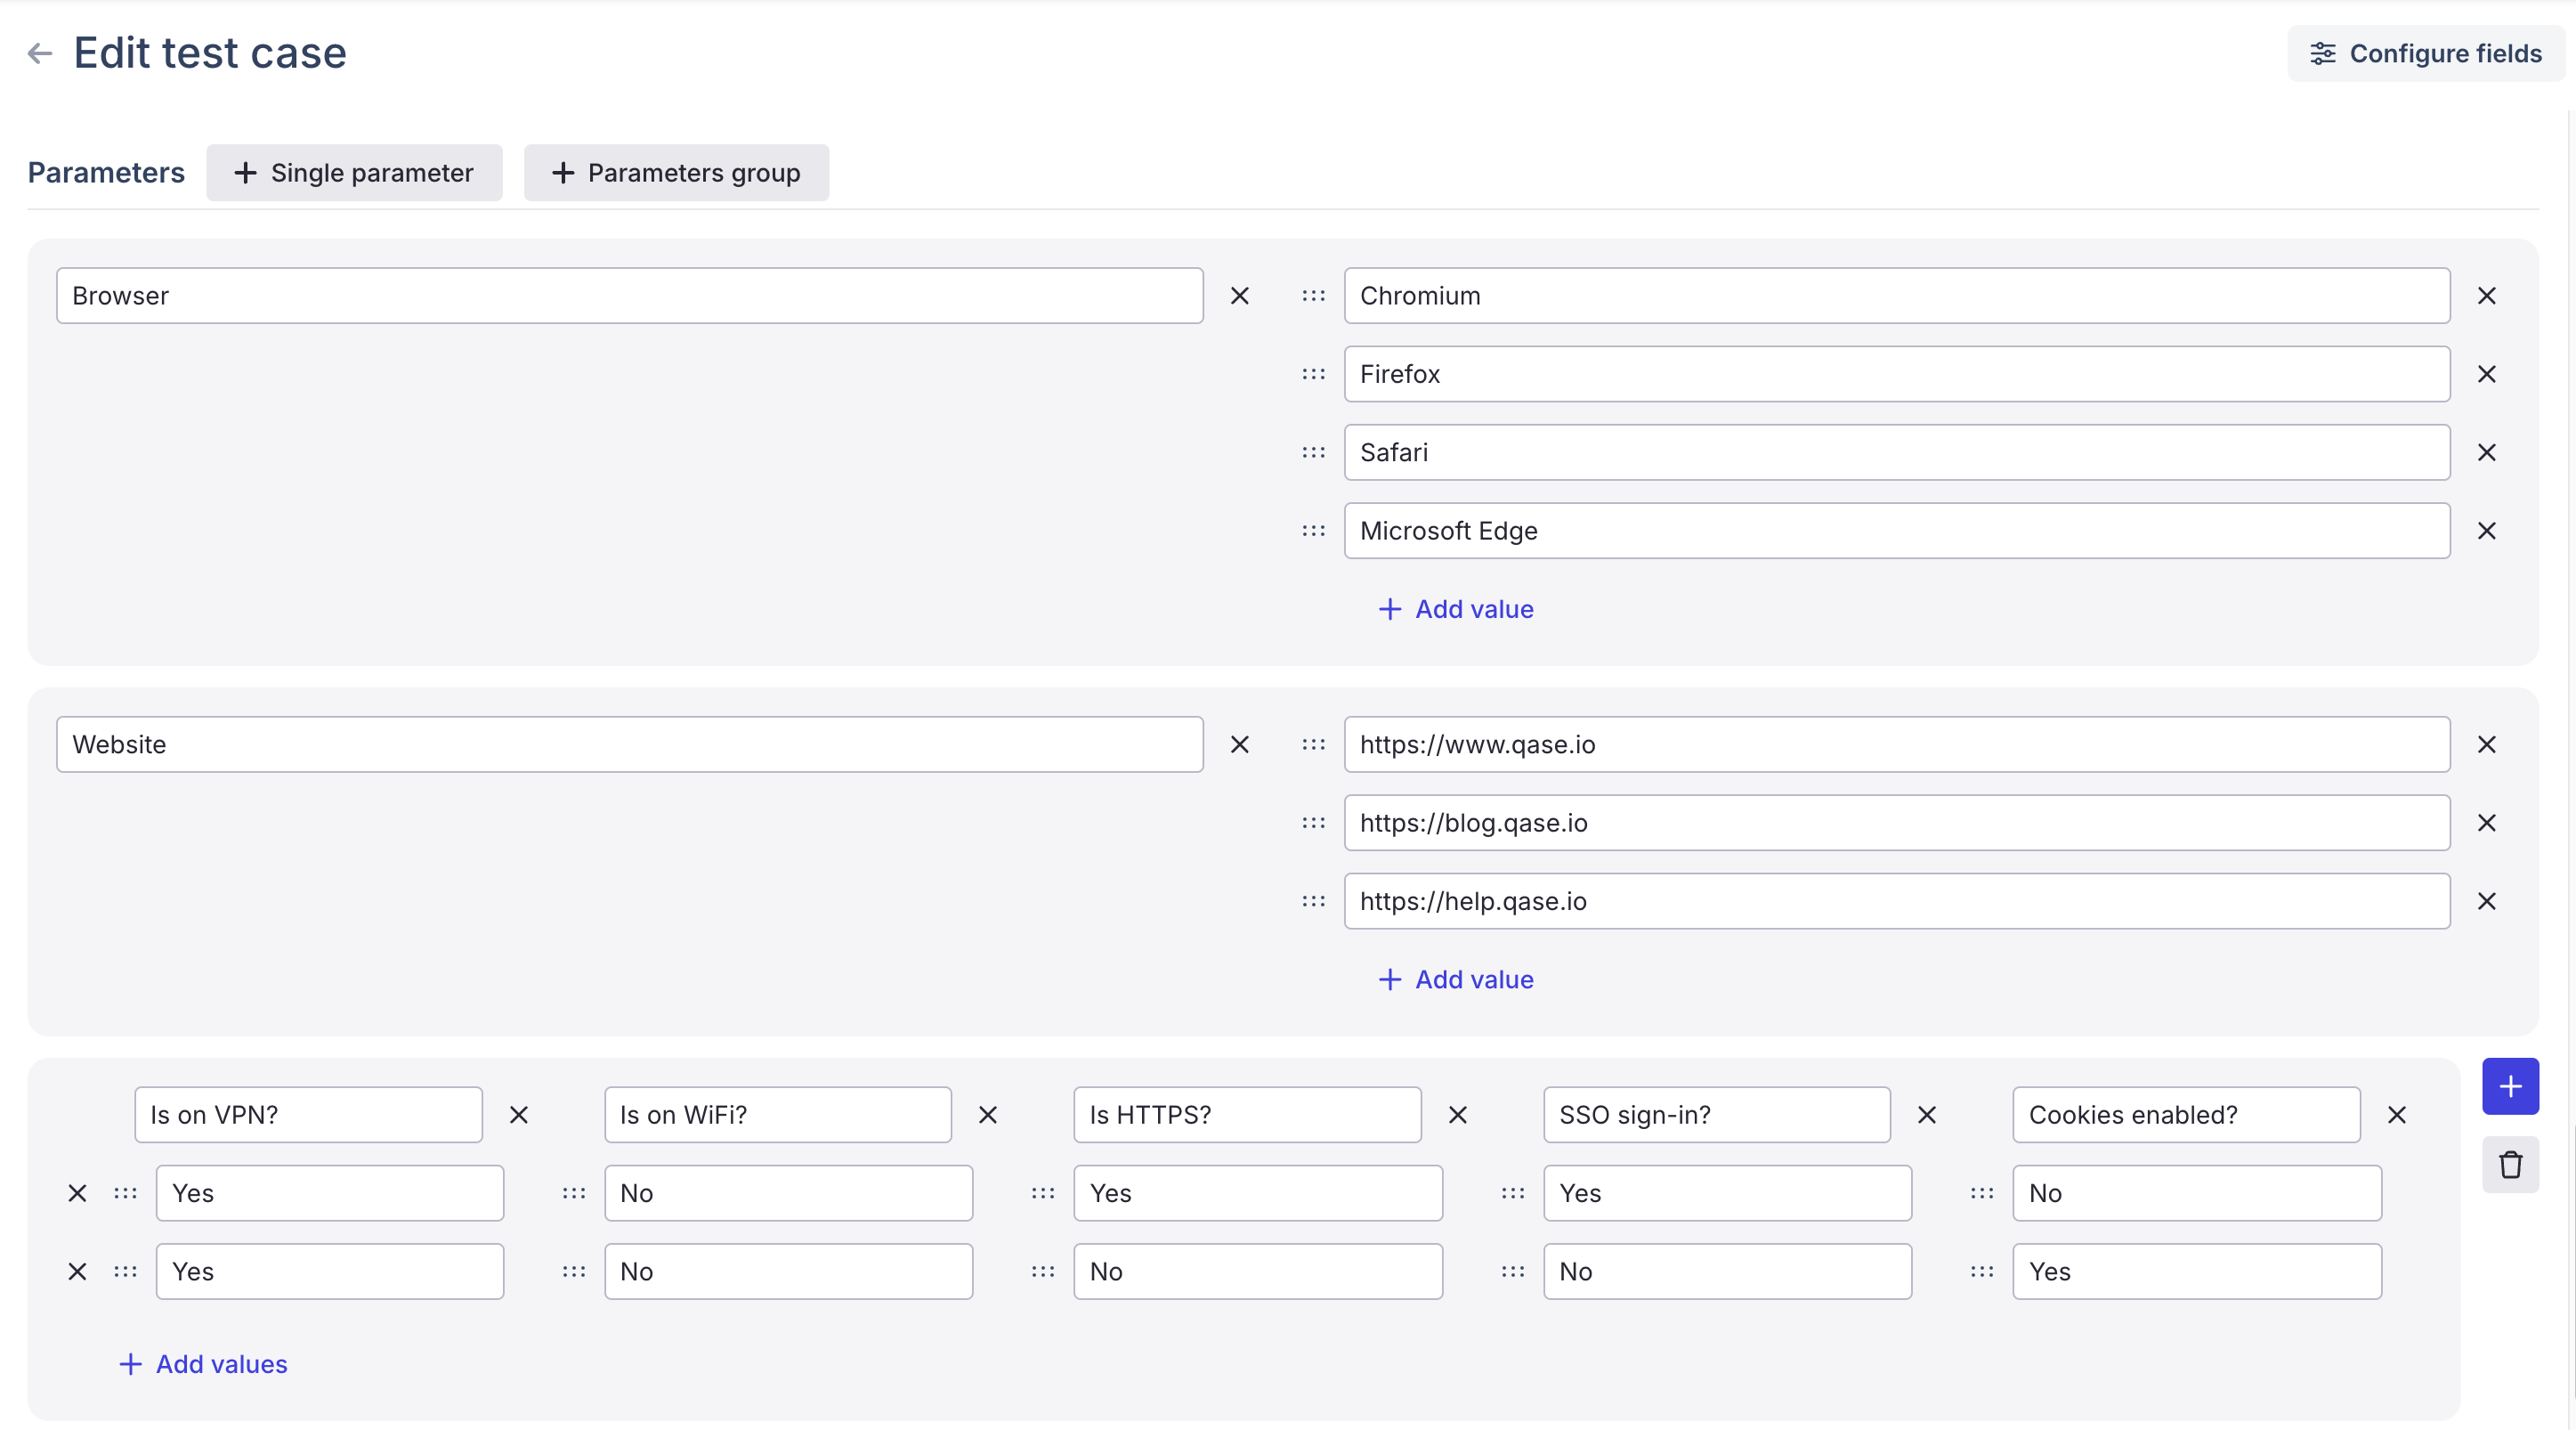 Edit test case
Configure fields
Parameters
Single parameter
Parameters group
Browser
Chromium
Firefox
Safari
Microsoft Edge
Add value
Website
https://www.qase.io
https://blog.qase.io
https://help.qase.io
Add value
Is on VPN? Is on WiFi? Is HTTPS? SSO sign-in? Cookies enabled?
Yes No Yes Yes No
Yes No No No Yes
Add values